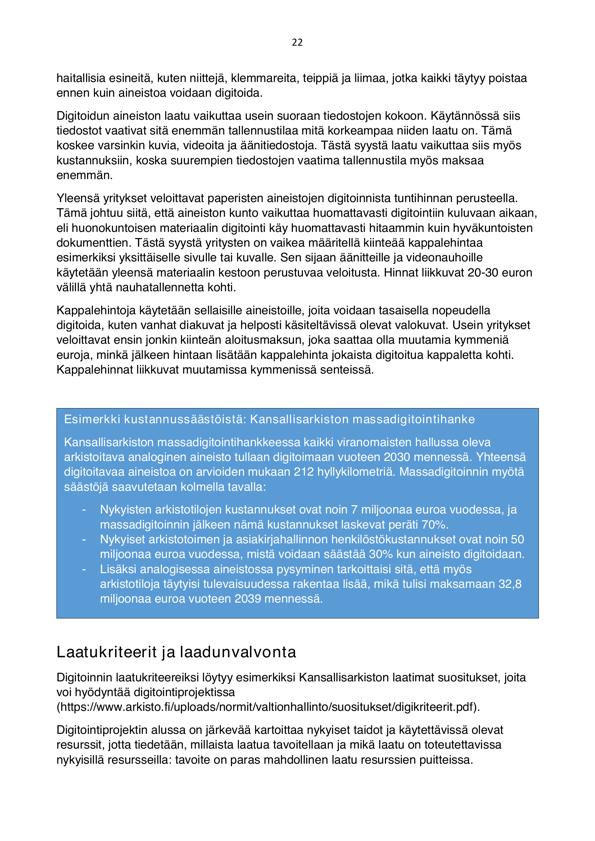 22
haitallisia esineitä, kuten niittejä, klemmareita, teippiä ja liimaa, jotka kaikki täytyy poistaa
ennen kuin aineistoa voidaan digitoida.
Digitoidun aineiston laatu vaikuttaa usein suoraan tiedostojen kokoon. Käytännössä siis
tiedostot vaativat sitä enemmän tallennustilaa mitä korkeampaa niiden laatu on. Tämä
koskee varsinkin kuvia, videoita ja äänitiedostoja. Tästä syystä laatu vaikuttaa siis myös
kustannuksiin, koska suurempien tiedostojen vaatima tallennustila myös maksaa
enemmän.
Yleensä yritykset veloittavat paperisten aineistojen digitoinnista tuntihinnan perusteella.
Tämä johtuu siitä, että aineiston kunto vaikuttaa huomattavasti digitointiin kuluvaan aikaan,
eli huonokuntoisen materiaalin digitointi käy huomattavasti hitaammin kuin hyväkuntoisten
dokumenttien. Tästä syystä yritysten on vaikea määritellä kiinteää kappalehintaa
esimerkiksi yksittäiselle sivulle tai kuvalle. Sen sijaan äänitteille ja videonauhoille
käytetään yleensä materiaalin kestoon perustuvaa veloitusta. Hinnat liikkuvat 20-30 euron
välillä yhtä nauhatallennetta kohti.
Kappalehintoja käytetään sellaisille aineistoille, joita voidaan tasaisella nopeudella
digitoida, kuten vanhat diakuvat ja helposti käsiteltävissä olevat valokuvat. Usein yritykset
veloittavat ensin jonkin kiinteän aloitusmaksun, joka saattaa olla muutamia kymmeniä
euroja, minkä jälkeen hintaan lisätään kappalehinta jokaista digitoitua kappaletta kohti.
Kappalehinnat liikkuvat muutamissa kymmenissä senteissä.
Esimerkki kustannussäästöistä: Kansallisarkiston massadigitointihanke
Kansallisarkiston massadigitointihankkeessa kaikki viranomaisten hallussa oleva
arkistoitava analoginen aineisto tullaan digitoimaan vuoteen 2030 mennessä. Yhteensä
digitoitavaa aineistoa on arvioiden mukaan 212 hyllykilometriä. Massadigitoinnin myötä
säästöjä saavutetaan kolmella tavalla:
- Nykyisten arkistotilojen kustannukset ovat noin 7 miljoonaa euroa vuodessa, ja
massadigitoinnin jälkeen nämä kustannukset laskevat peräti 70%.
- Nykyiset arkistotoimen ja asiakirjahallinnon henkilöstökustannukset ovat noin 50
miljoonaa euroa vuodessa, mistä voidaan säästää 30% kun aineisto digitoidaan.
- Lisäksi analogisessa aineistossa pysyminen tarkoittaisi sitä, että myös
arkistotiloja täytyisi tulevaisuudessa rakentaa lisää, mikä tulisi maksamaan 32,8
miljoonaa euroa vuoteen 2039 mennessä.
Laatukriteerit ja laadunvalvonta
Digitoinnin laatukriteereiksi löytyy esimerkiksi Kansallisarkiston laatimat suositukset, joita
voi hyödyntää digitointiprojektissa
(https://www.arkisto.fi/uploads/normit/valtionhallinto/suositukset/digikriteerit.pdf).
Digitointiprojektin alussa on järkevää kartoittaa nykyiset taidot ja käytettävissä olevat
resurssit, jotta tiedetään, millaista laatua tavoitellaan ja mikä laatu on toteutettavissa
nykyisillä resursseilla: tavoite on paras mahdollinen laatu resurssien puitteissa.